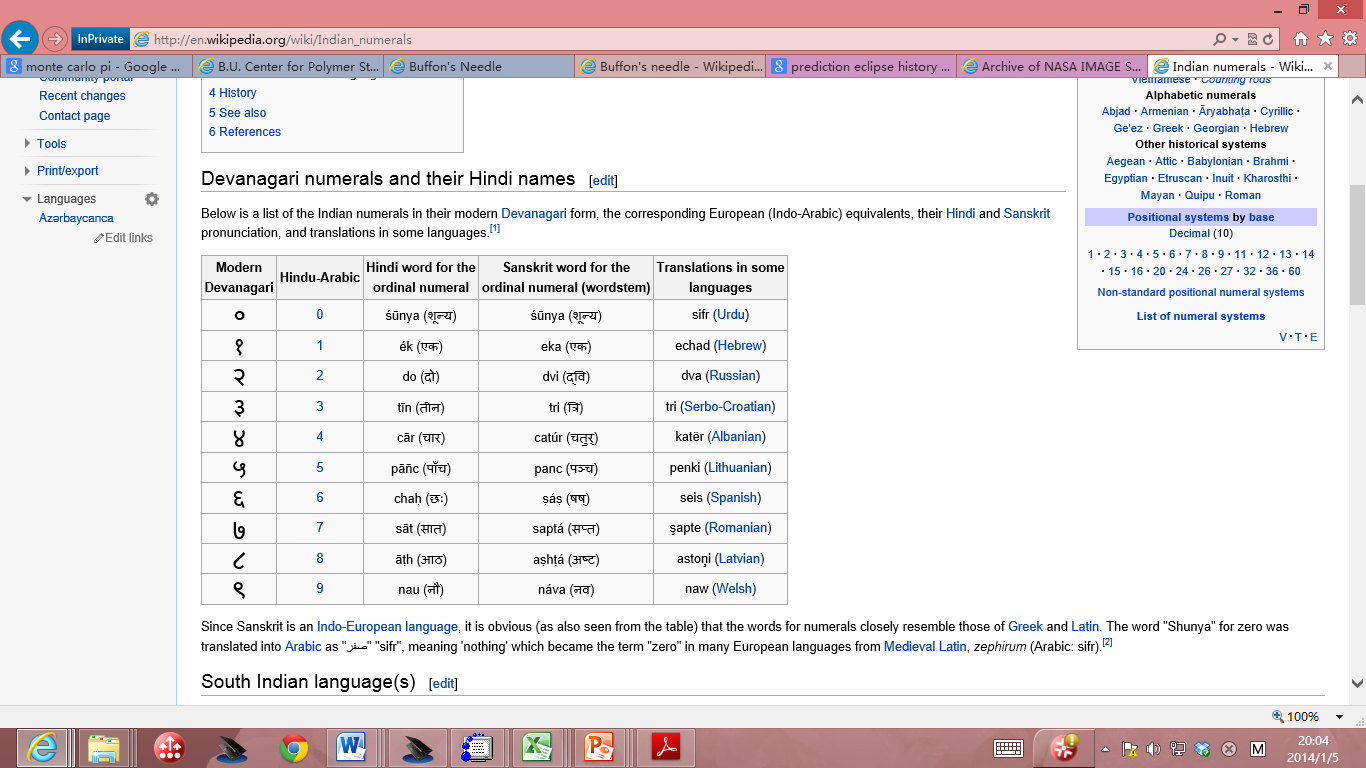 InPrivate http://en.wikipedia.org/wiki/Indian_numerals
monte carlo pi - Google ... B.U. Center for Polymer St... Buffon's Needle Buffon's needle - Wikipedi... prediction eclipse history ... Archive of NASA IMAGE S... Indian numerals - Wiki...
Recent changes
Contact page
Tools
Print/export
Languages
Azərbaycanca
Edit links
4 History
5 See also
6 References
Devanagari numerals and their Hindi names [edit]
Below is a list of the Indian numerals in their modern Devanagari form, the corresponding European (Indo-Arabic) equivalents, their Hindi and Sanskrit
pronunciation, and translations in some languages.[1]
Modern Devanagari Hindu-Arabic Hindi word for the ordinal numeral Sanskrit word for the ordinal numeral (wordstem) Translations in some languages
० 0 śūnya (शून्य) śūnya (शून्य) sifr (Urdu)
१ 1 ék (एक) eka (एक) echad (Hebrew)
२ 2 do (दो) dvi (द्वि) dva (Russian)
३ 3 tīn (तीन) tri (त्रि) tri (Serbo-Croatian)
४ 4 cār (चार) catúr (चतुर्) katër (Albanian)
५ 5 pāñc (पाँच) panc (पञ्च) penki (Lithuanian)
६ 6 chaḥ (छः) ṣáṣ (षष्) seis (Spanish)
७ 7 sāt (सात) saptá (सप्त) şapte (Romanian)
८ 8 āṭh (आठ) aṣhṭá (अष्ट) astoņi (Latvian)
९ 9 nau (नौ) náva (नव) naw (Welsh)
Since Sanskrit is an Indo-European language, it is obvious (as also seen from the table) that the words for numerals closely resemble those of Greek and Latin. The word "Shunya" for zero was
translated into Arabic as "صفر" "sifr", meaning 'nothing' which became the term "zero" in many European languages from Medieval Latin, zephirum (Arabic: sifr).[2]
South Indian language(s) [edit]
Vietnamese · Counting rods
Alphabetic numerals
Abjad · Armenian · Āryabhaṭa · Cyrillic ·
Ge'ez · Greek · Georgian · Hebrew
Other historical systems
Aegean · Attic · Babylonian · Brahmi ·
Egyptian · Etruscan · Inuit · Kharosthi ·
Mayan · Quipu · Roman
Positional systems by base
Decimal (10)
1 · 2 · 3 · 4 · 5 · 6 · 7 · 8 · 9 · 11 · 12 · 13 · 14
· 15 · 16 · 20 · 24 · 26 · 27 · 32 · 36 · 60
Non-standard positional numeral systems
List of numeral systems
V · T · E
100%
20:04
2014/1/5